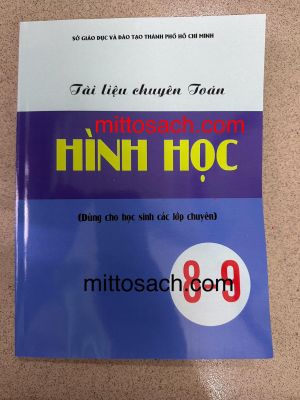 SỞ GIÁO DỤC VÀ ĐÀO TẠO THÀNH PHỐ HỒ CHÍ MINH
Tài liệu chuyên Toán
mittosach.com
HÌNH HỌC
(Dùng cho học sinh các lớp chuyên)
8-9
mittosach.com